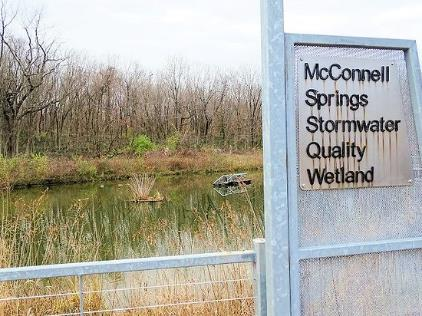 McConnell
Springs
Stormwater
Quality
Wetland